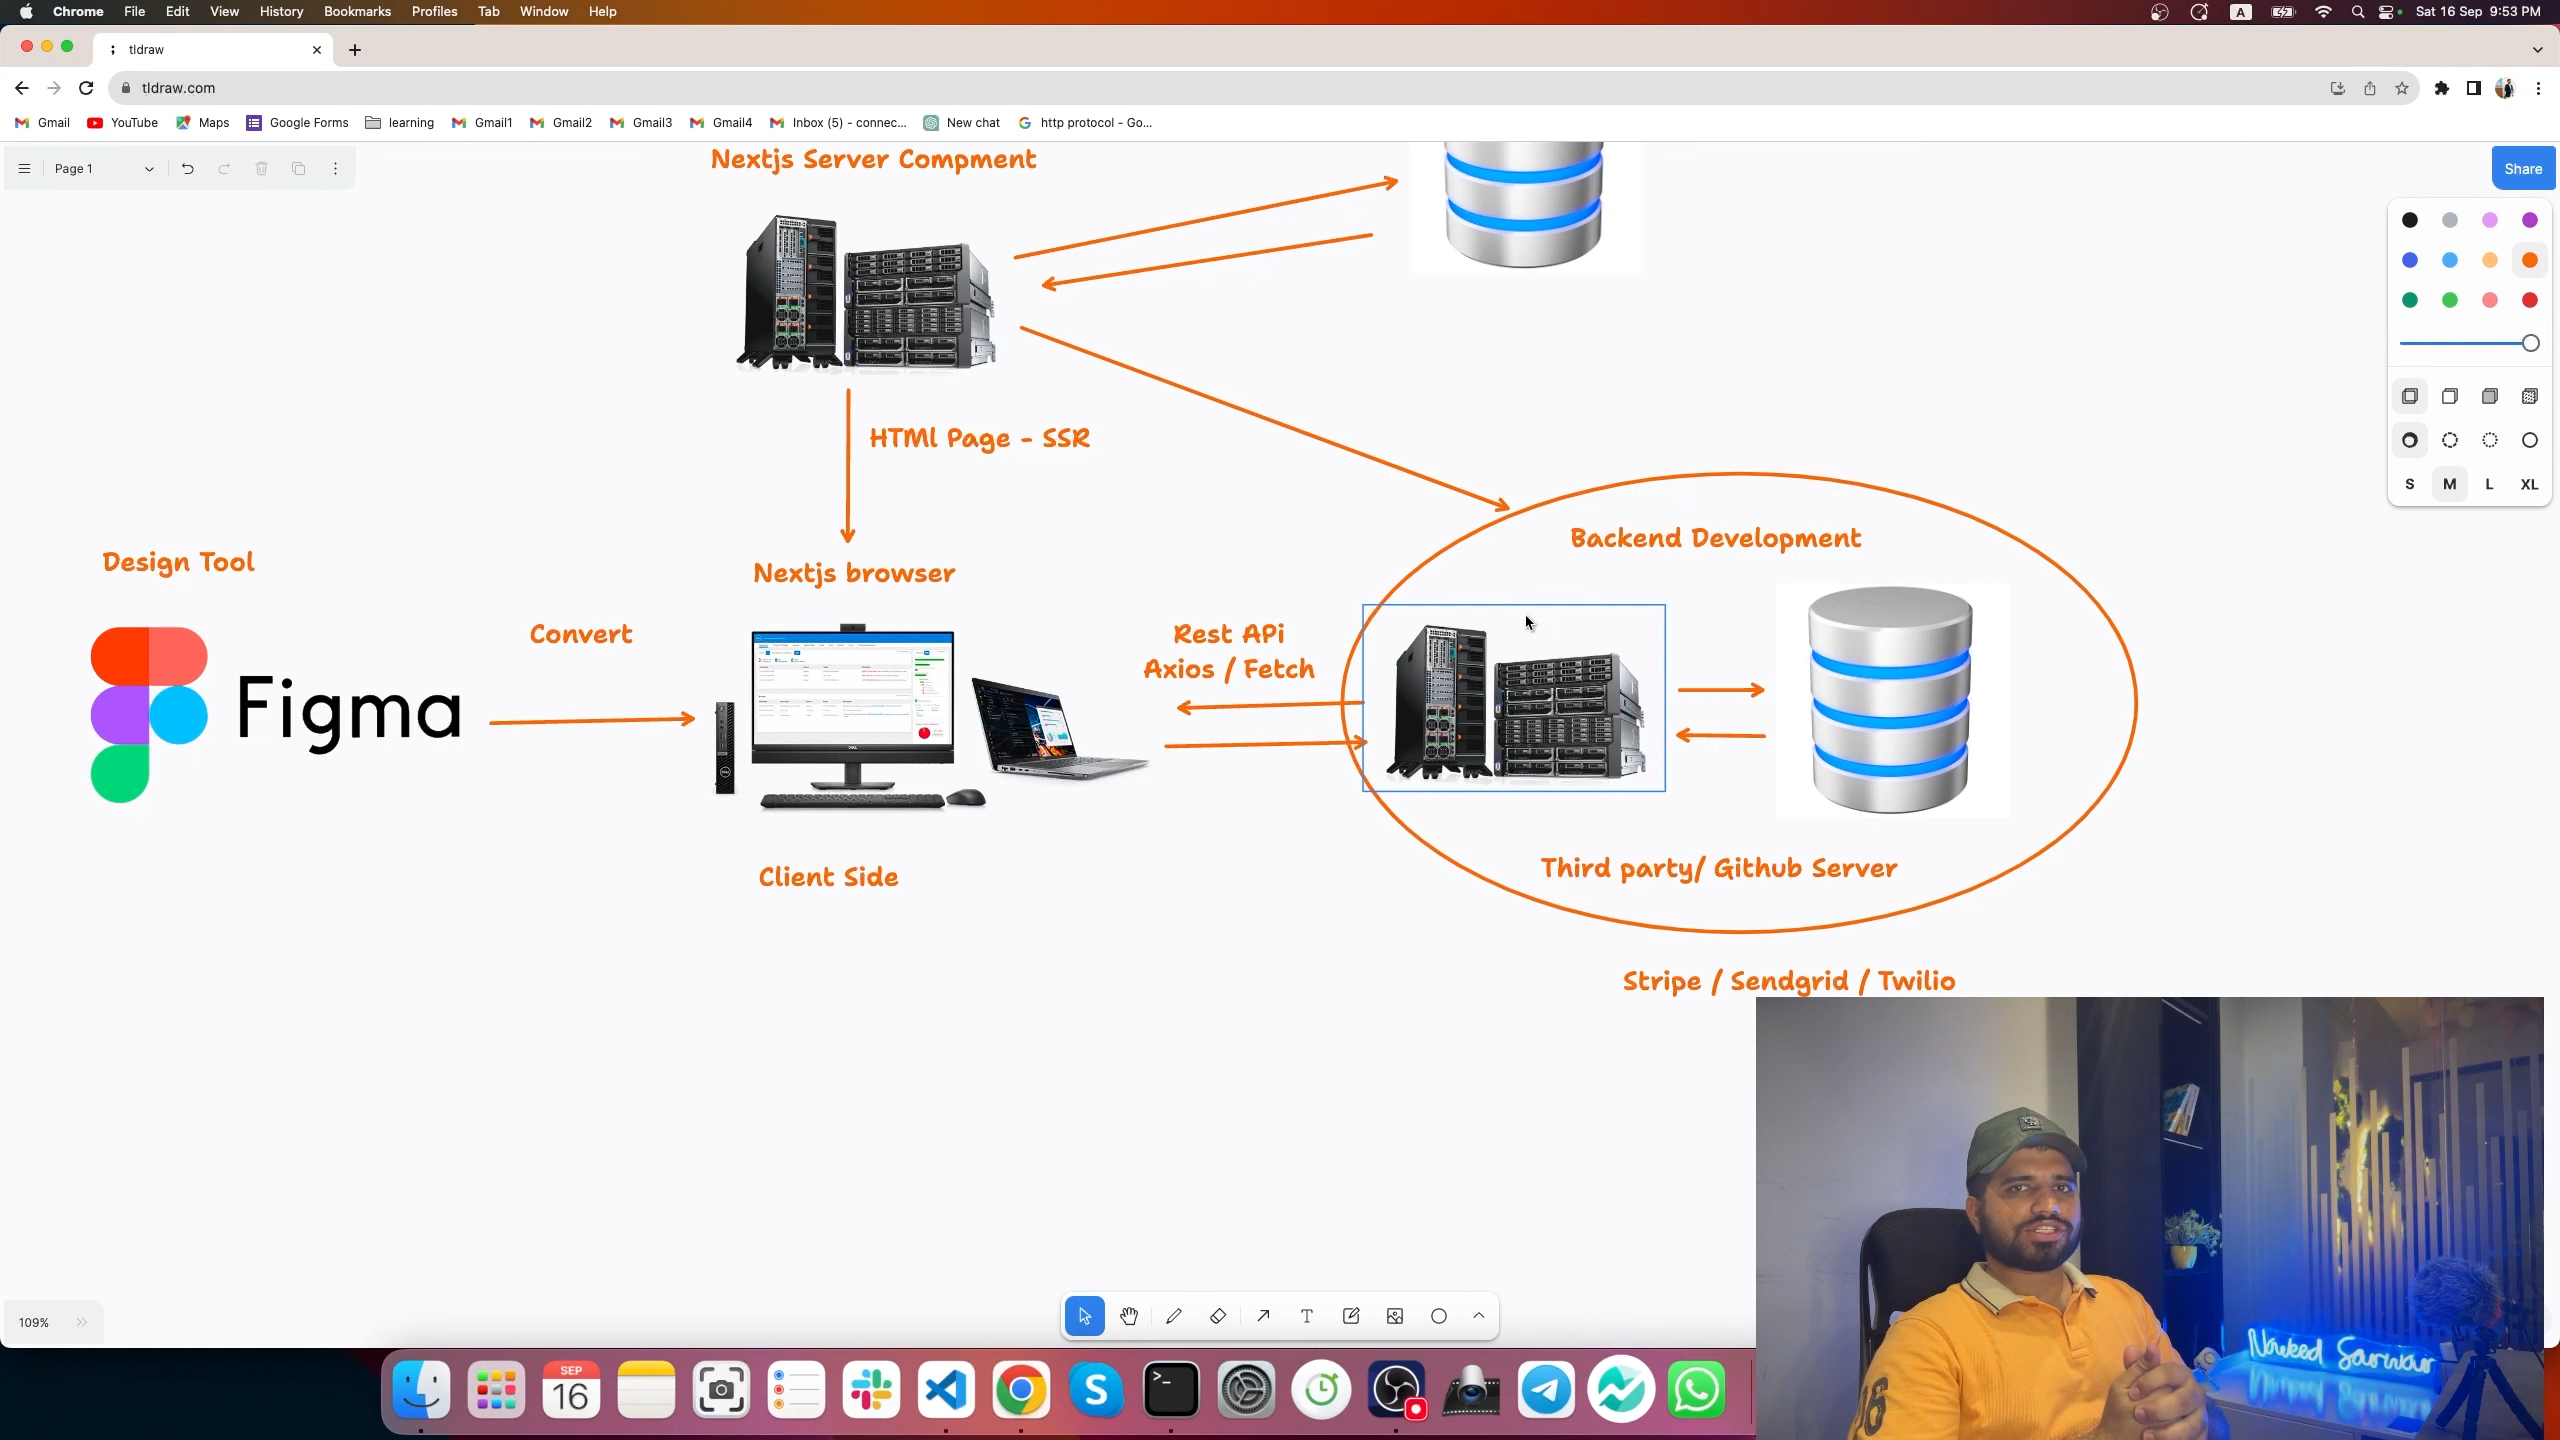 Chrome File Edit View History Bookmarks Profiles Tab Window Help
A
Sat 16 Sep 9:53 PM
tldraw
tldraw.com
Gmail YouTube Maps Google Forms learning Gmail1 Gmail2 Gmail3 Gmail4 Inbox (5) - connec... New chat http protocol - Go...
Page 1
Share
Nextjs Server Compment
S M L XL
HTMl Page - SSR
Backend Development
Design Tool
Nextjs browser
Convert
Rest APi
Axios / Fetch
Figma
Third party/ Github Server
Client Side
Stripe / Sendgrid / Twilio
109%
SEP
16
S
Naveed Sarwar
06